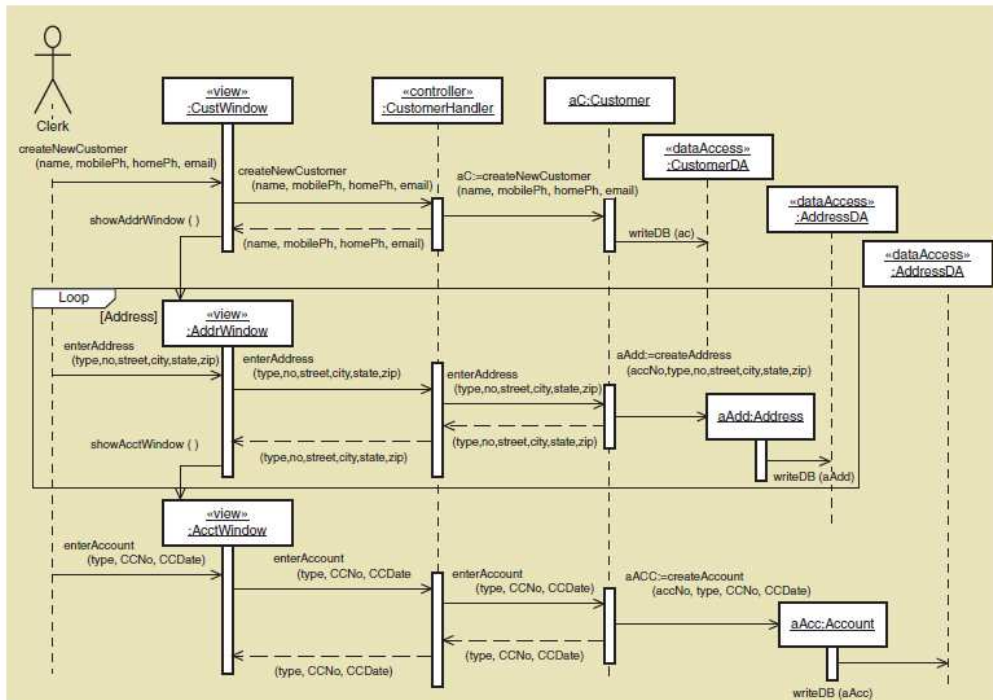 «view»
:CustWindow
«controller»
:CustomerHandler
aC:Customer
Clerk
createNewCustomer
(name, mobilePh, homePh, email)
«dataAccess»
:CustomerDA
createNewCustomer
(name, mobilePh, homePh, email)
aC:=createNewCustomer
(name, mobilePh, homePh, email)
«dataAccess»
:AddressDA
showAddrWindow ( )
(name, mobilePh, homePh, email)
writeDB (ac)
«dataAccess»
:AddressDA
Loop
[Address]
«view»
:AddrWindow
enterAddress
(type,no,street,city,state,zip)
enterAddress
(type,no,street,city,state,zip)
enterAddress
(type,no,street,city,state,zip)
aAdd:=createAddress
(accNo,type,no,street,city,state,zip)
aAdd:Address
showAcctWindow ( )
(type,no,street,city,state,zip)
(type,no,street,city,state,zip)
writeDB (aAdd)
«view»
:AcctWindow
enterAccount
(type, CCNo, CCDate)
enterAccount
(type, CCNo, CCDate
enterAccount
(type, CCNo, CCDate)
aACC:=createAccount
(accNo, type, CCNo, CCDate)
aAcc:Account
(type, CCNo, CCDate)
(type, CCNo, CCDate)
writeDB (aAcc)